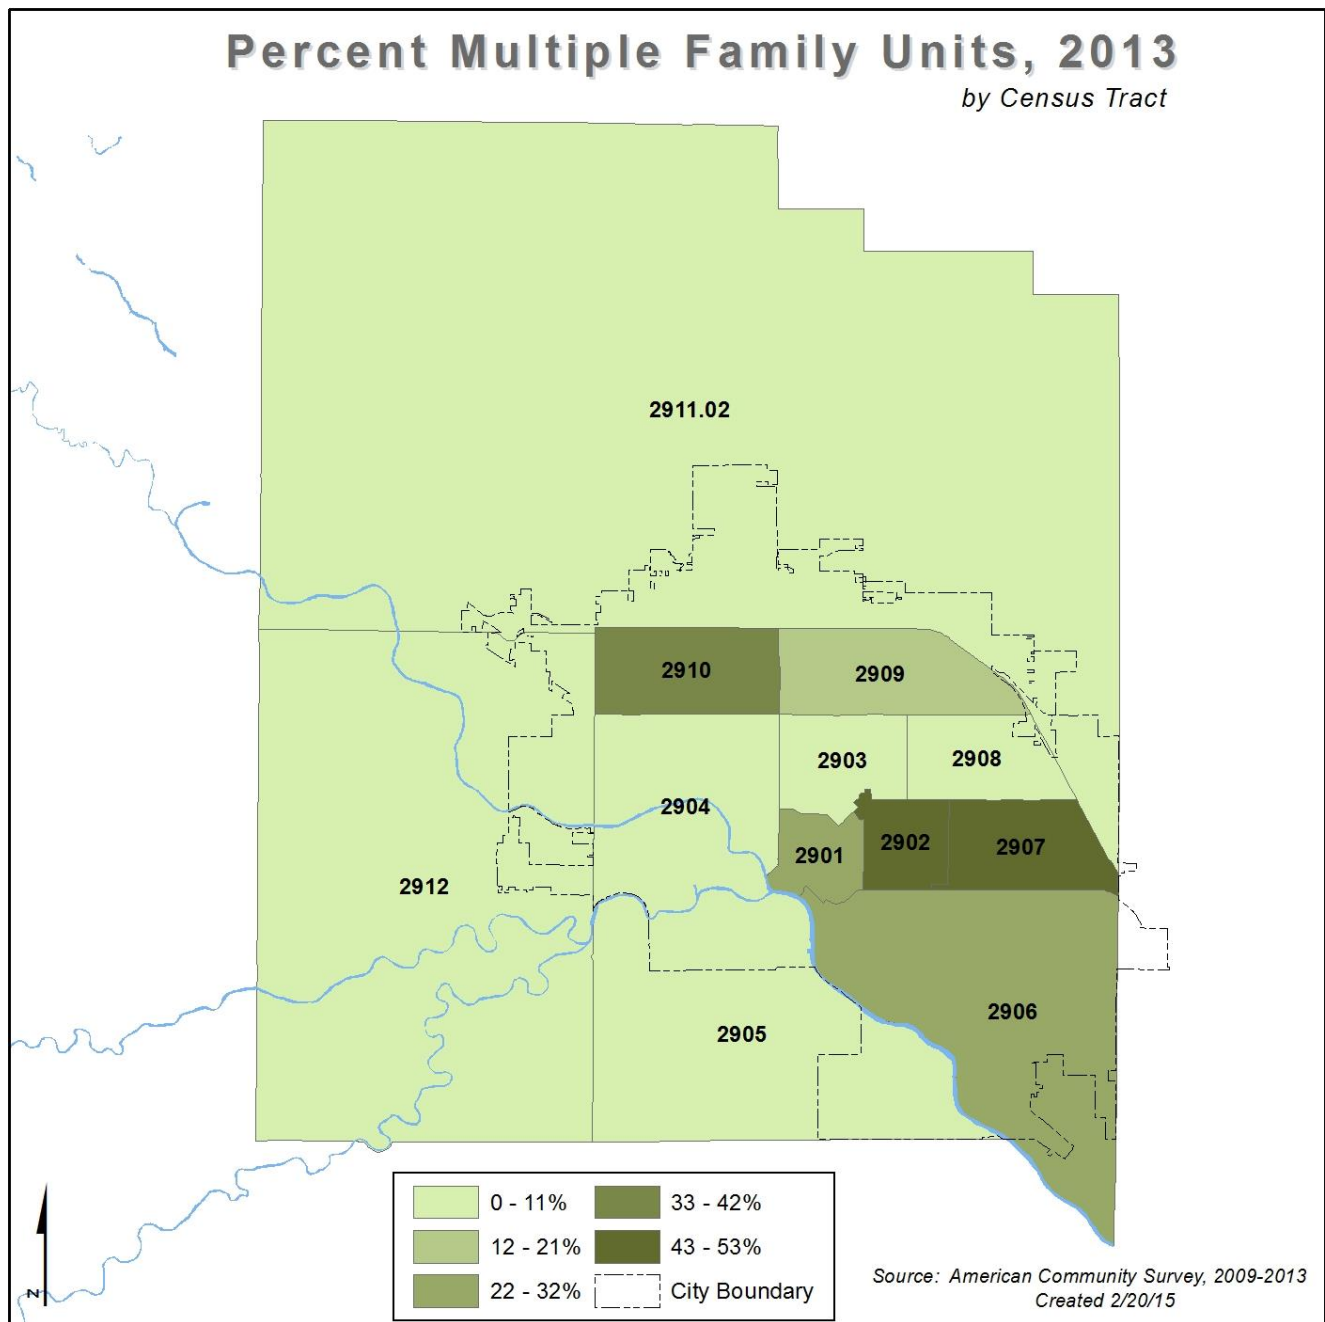 Percent Multiple Family Units, 2013
by Census Tract
2911.02
2910
2909
2903
2908
2904
2901
2902
2907
2912
2906
2905
0 - 11%
33 - 42%
12 - 21%
43 - 53%
22 - 32%
City Boundary
N
Source: American Community Survey, 2009-2013
Created 2/20/15